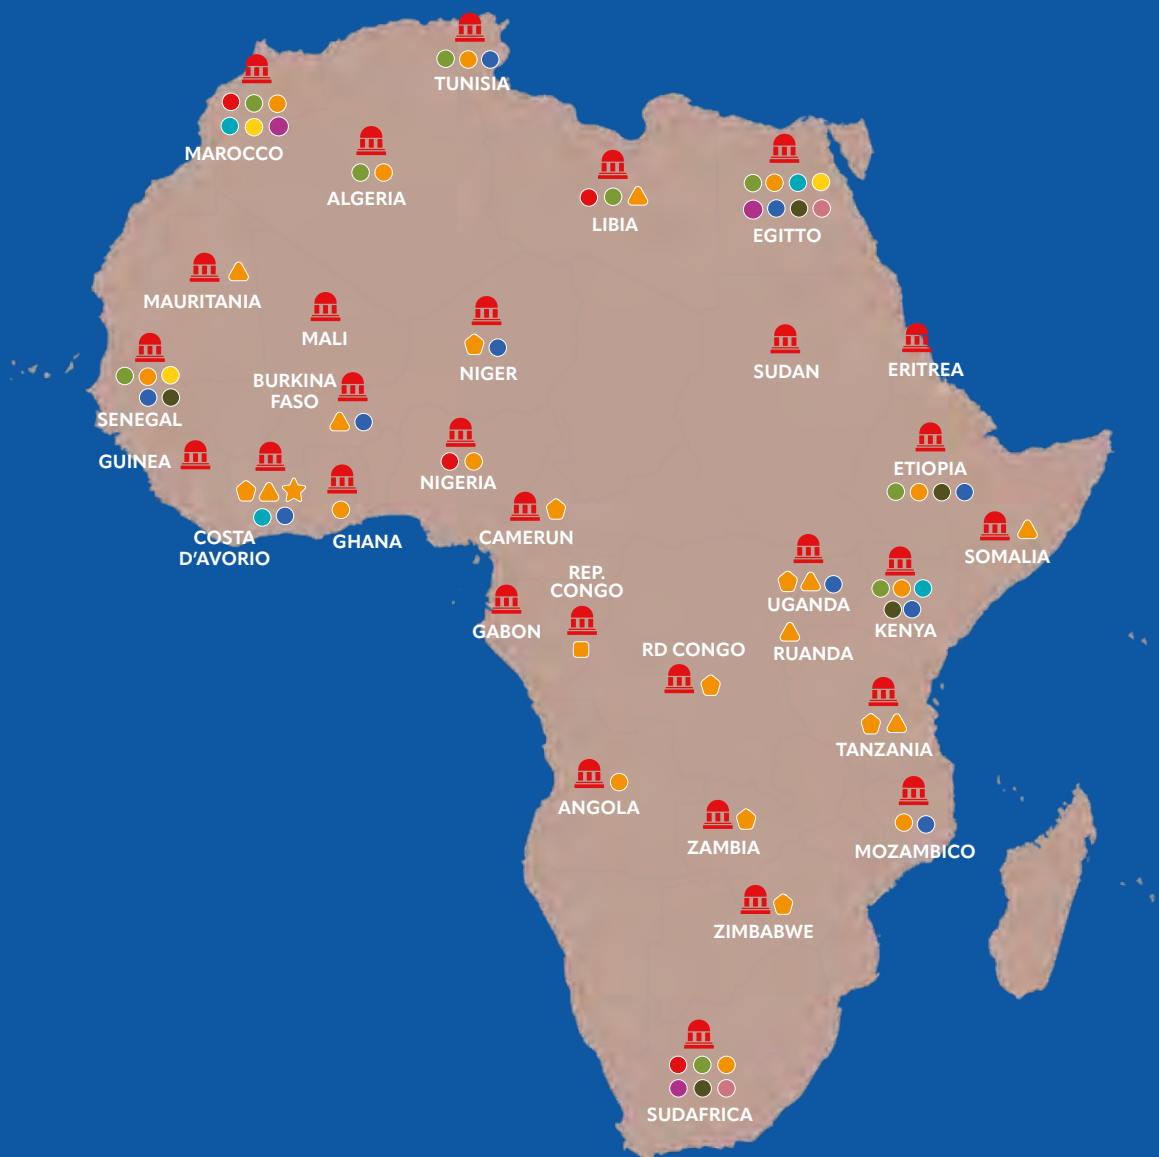 TUNISIA
MAROCCO
ALGERIA
LIBIA
EGITTO
MAURITANIA
MALI
NIGER
SUDAN
ERITREA
BURKINA
FASO
SENEGAL
GUINEA
NIGERIA
ETIOPIA
COSTA
D'AVORIO
GHANA
CAMERUN
SOMALIA
REP.
CONGO
UGANDA
KENYA
GABON
RD CONGO
RUANDA
TANZANIA
ANGOLA
ZAMBIA
MOZAMBICO
ZIMBABWE
SUDAFRICA